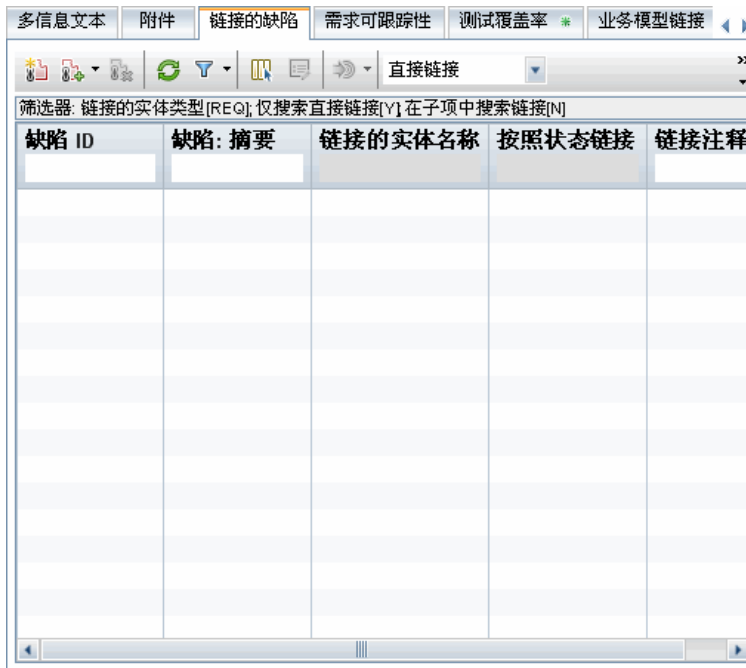 多信息文本 附件 链接的缺陷 需求可跟踪性 测试覆盖率 * 业务模型链接
直接链接
筛选器: 链接的实体类型[REQ]; 仅搜索直接链接[Y]; 在子项中搜索链接[N]
缺陷 ID 缺陷: 摘要 链接的实体名称 按照状态链接 链接注释